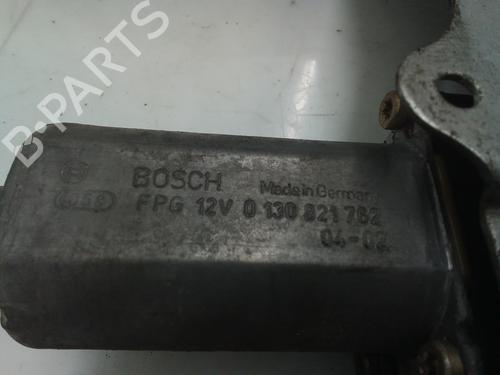 BOSCH Made in Germany
FPG 12V 0 130 821 762
04-02
B-PARTS